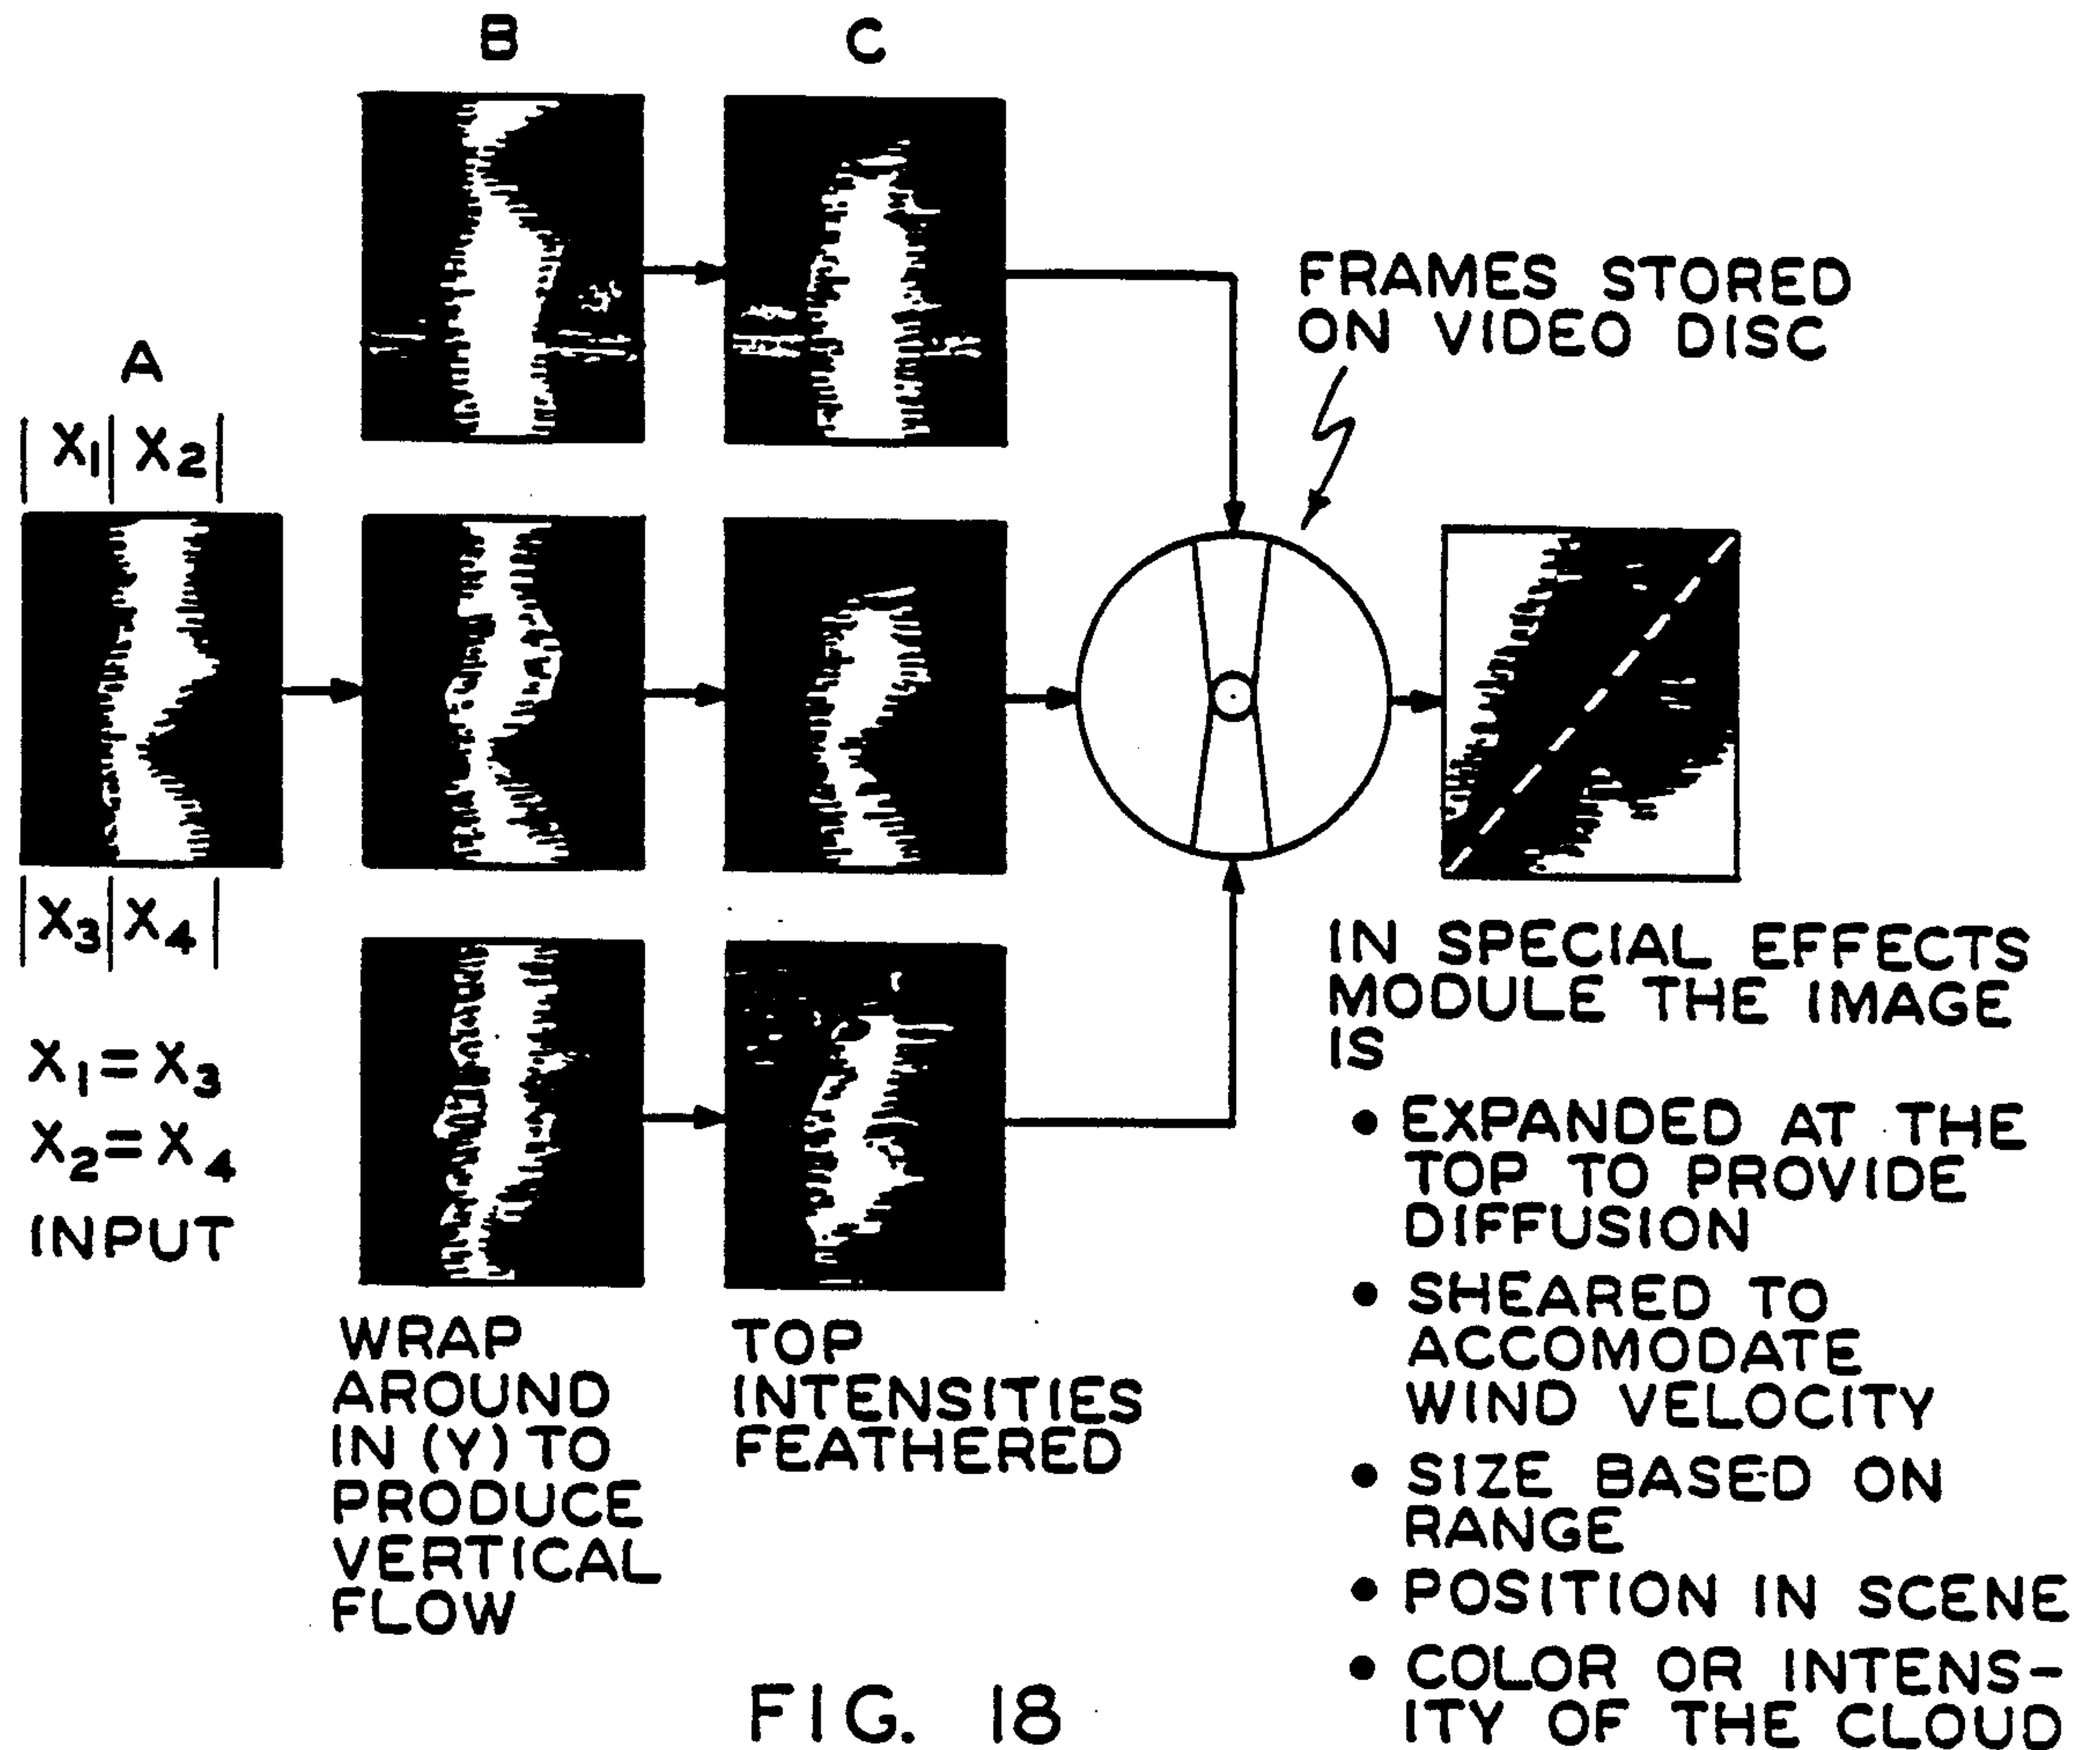 B
C
FRAMES STORED
ON VIDEO DISC
A
X1 X2
X3 X4
X1=X3
X2=X4
INPUT
WRAP
AROUND
IN (Y) TO
PRODUCE
VERTICAL
FLOW
TOP
INTENSITIES
FEATHERED
IN SPECIAL EFFECTS
MODULE THE IMAGE
IS
• EXPANDED AT THE
TOP TO PROVIDE
DIFFUSION
• SHEARED TO
ACCOMODATE
WIND VELOCITY
• SIZE BASED ON
RANGE
• POSITION IN SCENE
• COLOR OR INTENS-
ITY OF THE CLOUD
FIG. 18